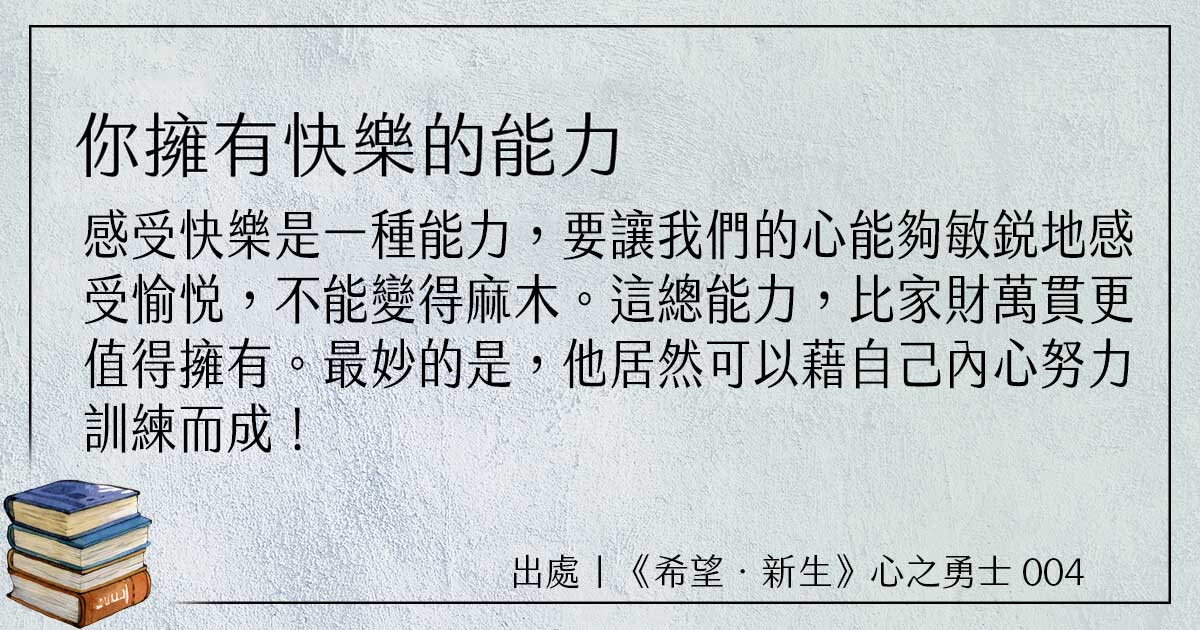 你擁有快樂的能力
感受快樂是一種能力，要讓我們的心能夠敏鋭地感
受愉悦，不能變得麻木。這總能力，比家財萬貫更
值得擁有。最妙的是，他居然可以藉自己內心努力
訓練而成！
出處｜《希望．新生》心之勇士 004